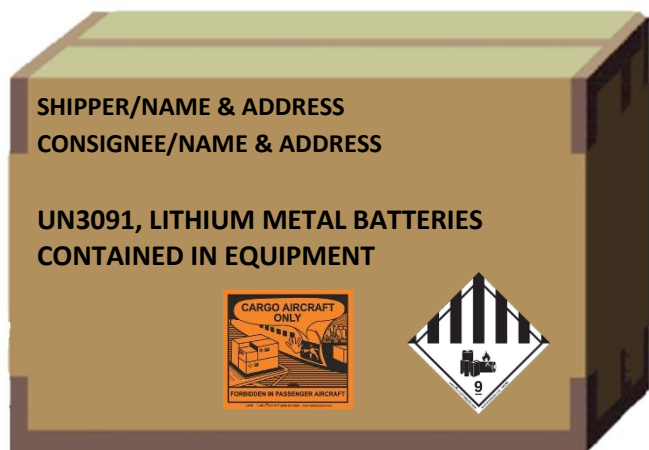 SHIPPER/NAME & ADDRESS
CONSIGNEE/NAME & ADDRESS
UN3091, LITHIUM METAL BATTERIES
CONTAINED IN EQUIPMENT
CARGO AIRCRAFT
ONLY
FORBIDDEN IN PASSENGER AIRCRAFT
9